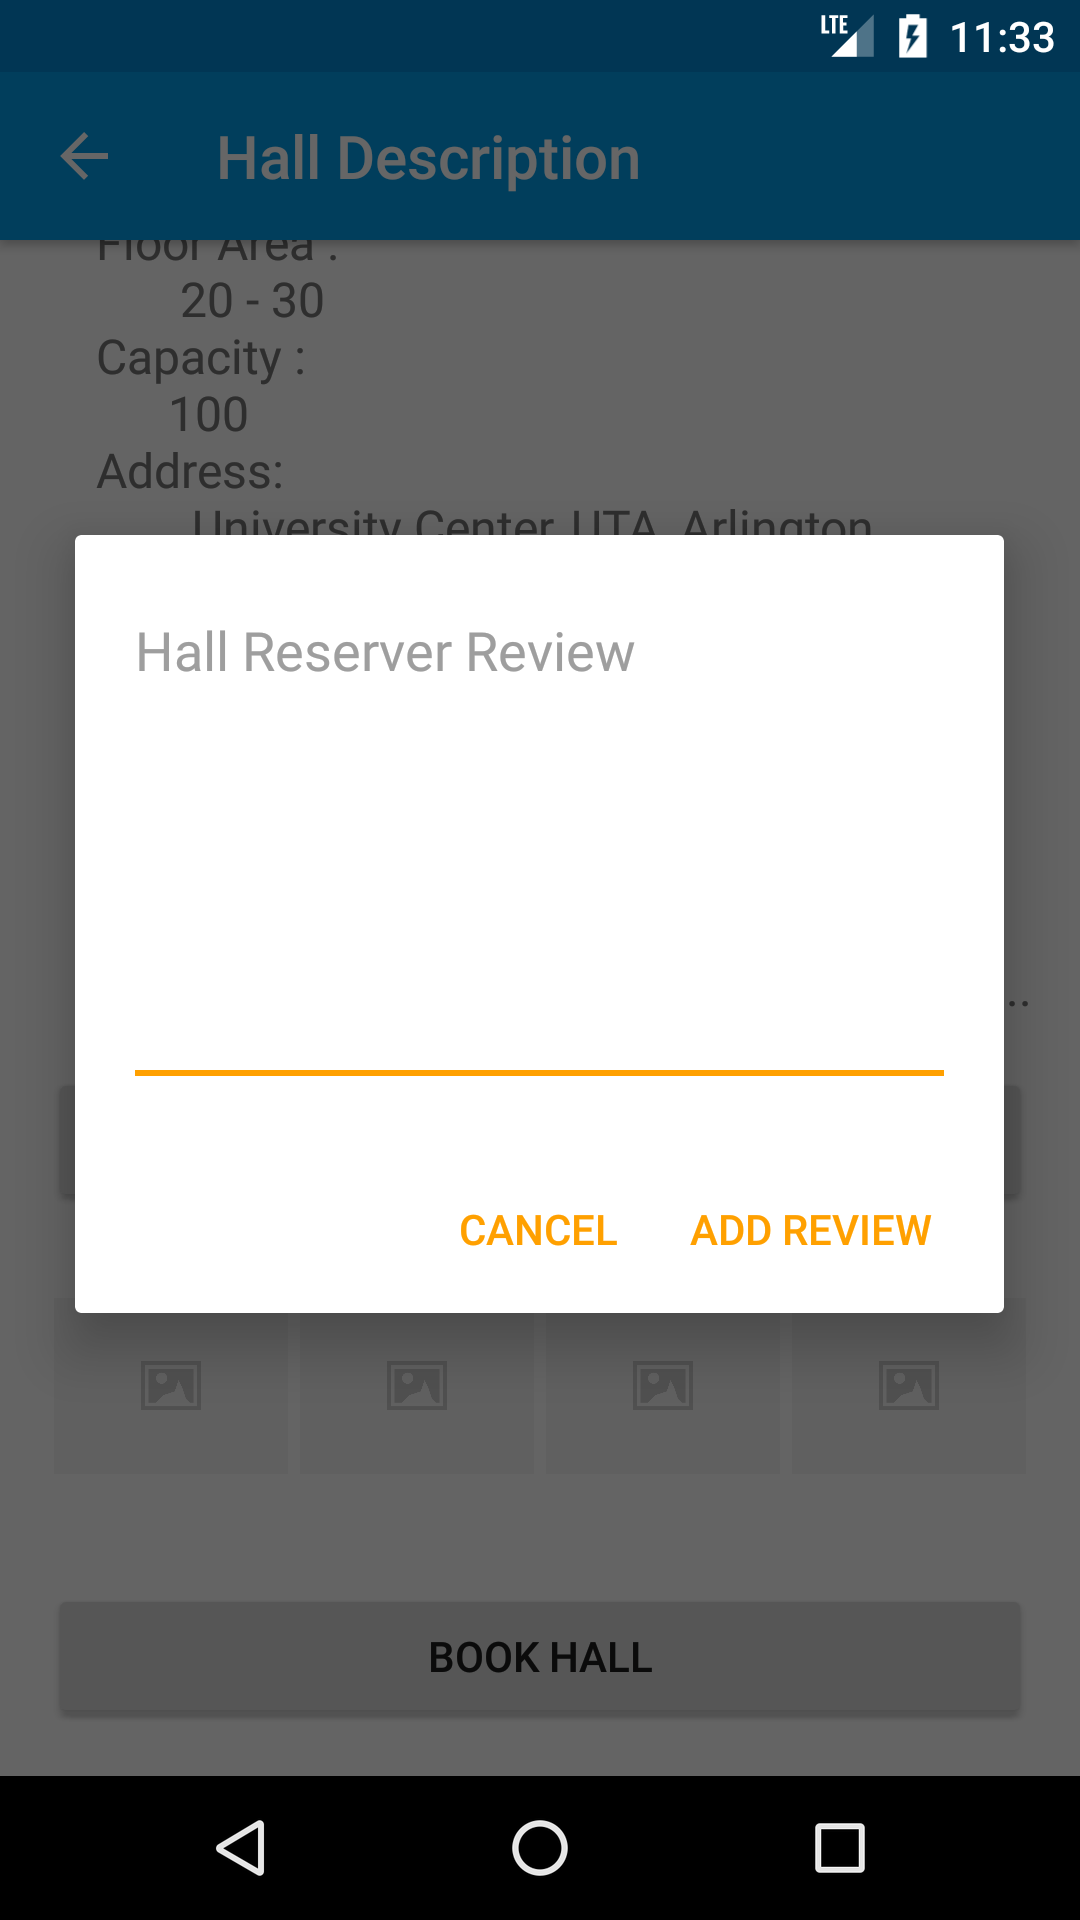 LTE 11:33
Hall Description
Floor Area :
20 - 30
Capacity :
100
Address:
University Center, UTA, Arlington
Hall Reserver Review
..
CANCEL ADD REVIEW
BOOK HALL